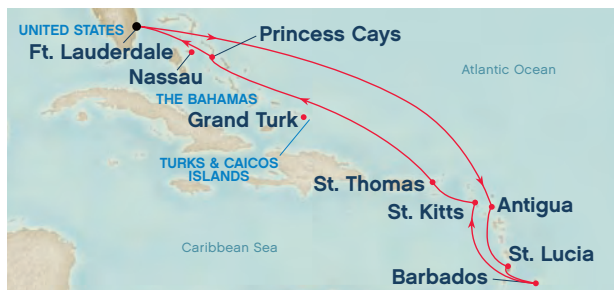 UNITED STATES
Ft. Lauderdale
Princess Cays
Nassau
Atlantic Ocean
THE BAHAMAS
Grand Turk
TURKS & CAICOS
ISLANDS
St. Thomas
St. Kitts
Antigua
Caribbean Sea
St. Lucia
Barbados